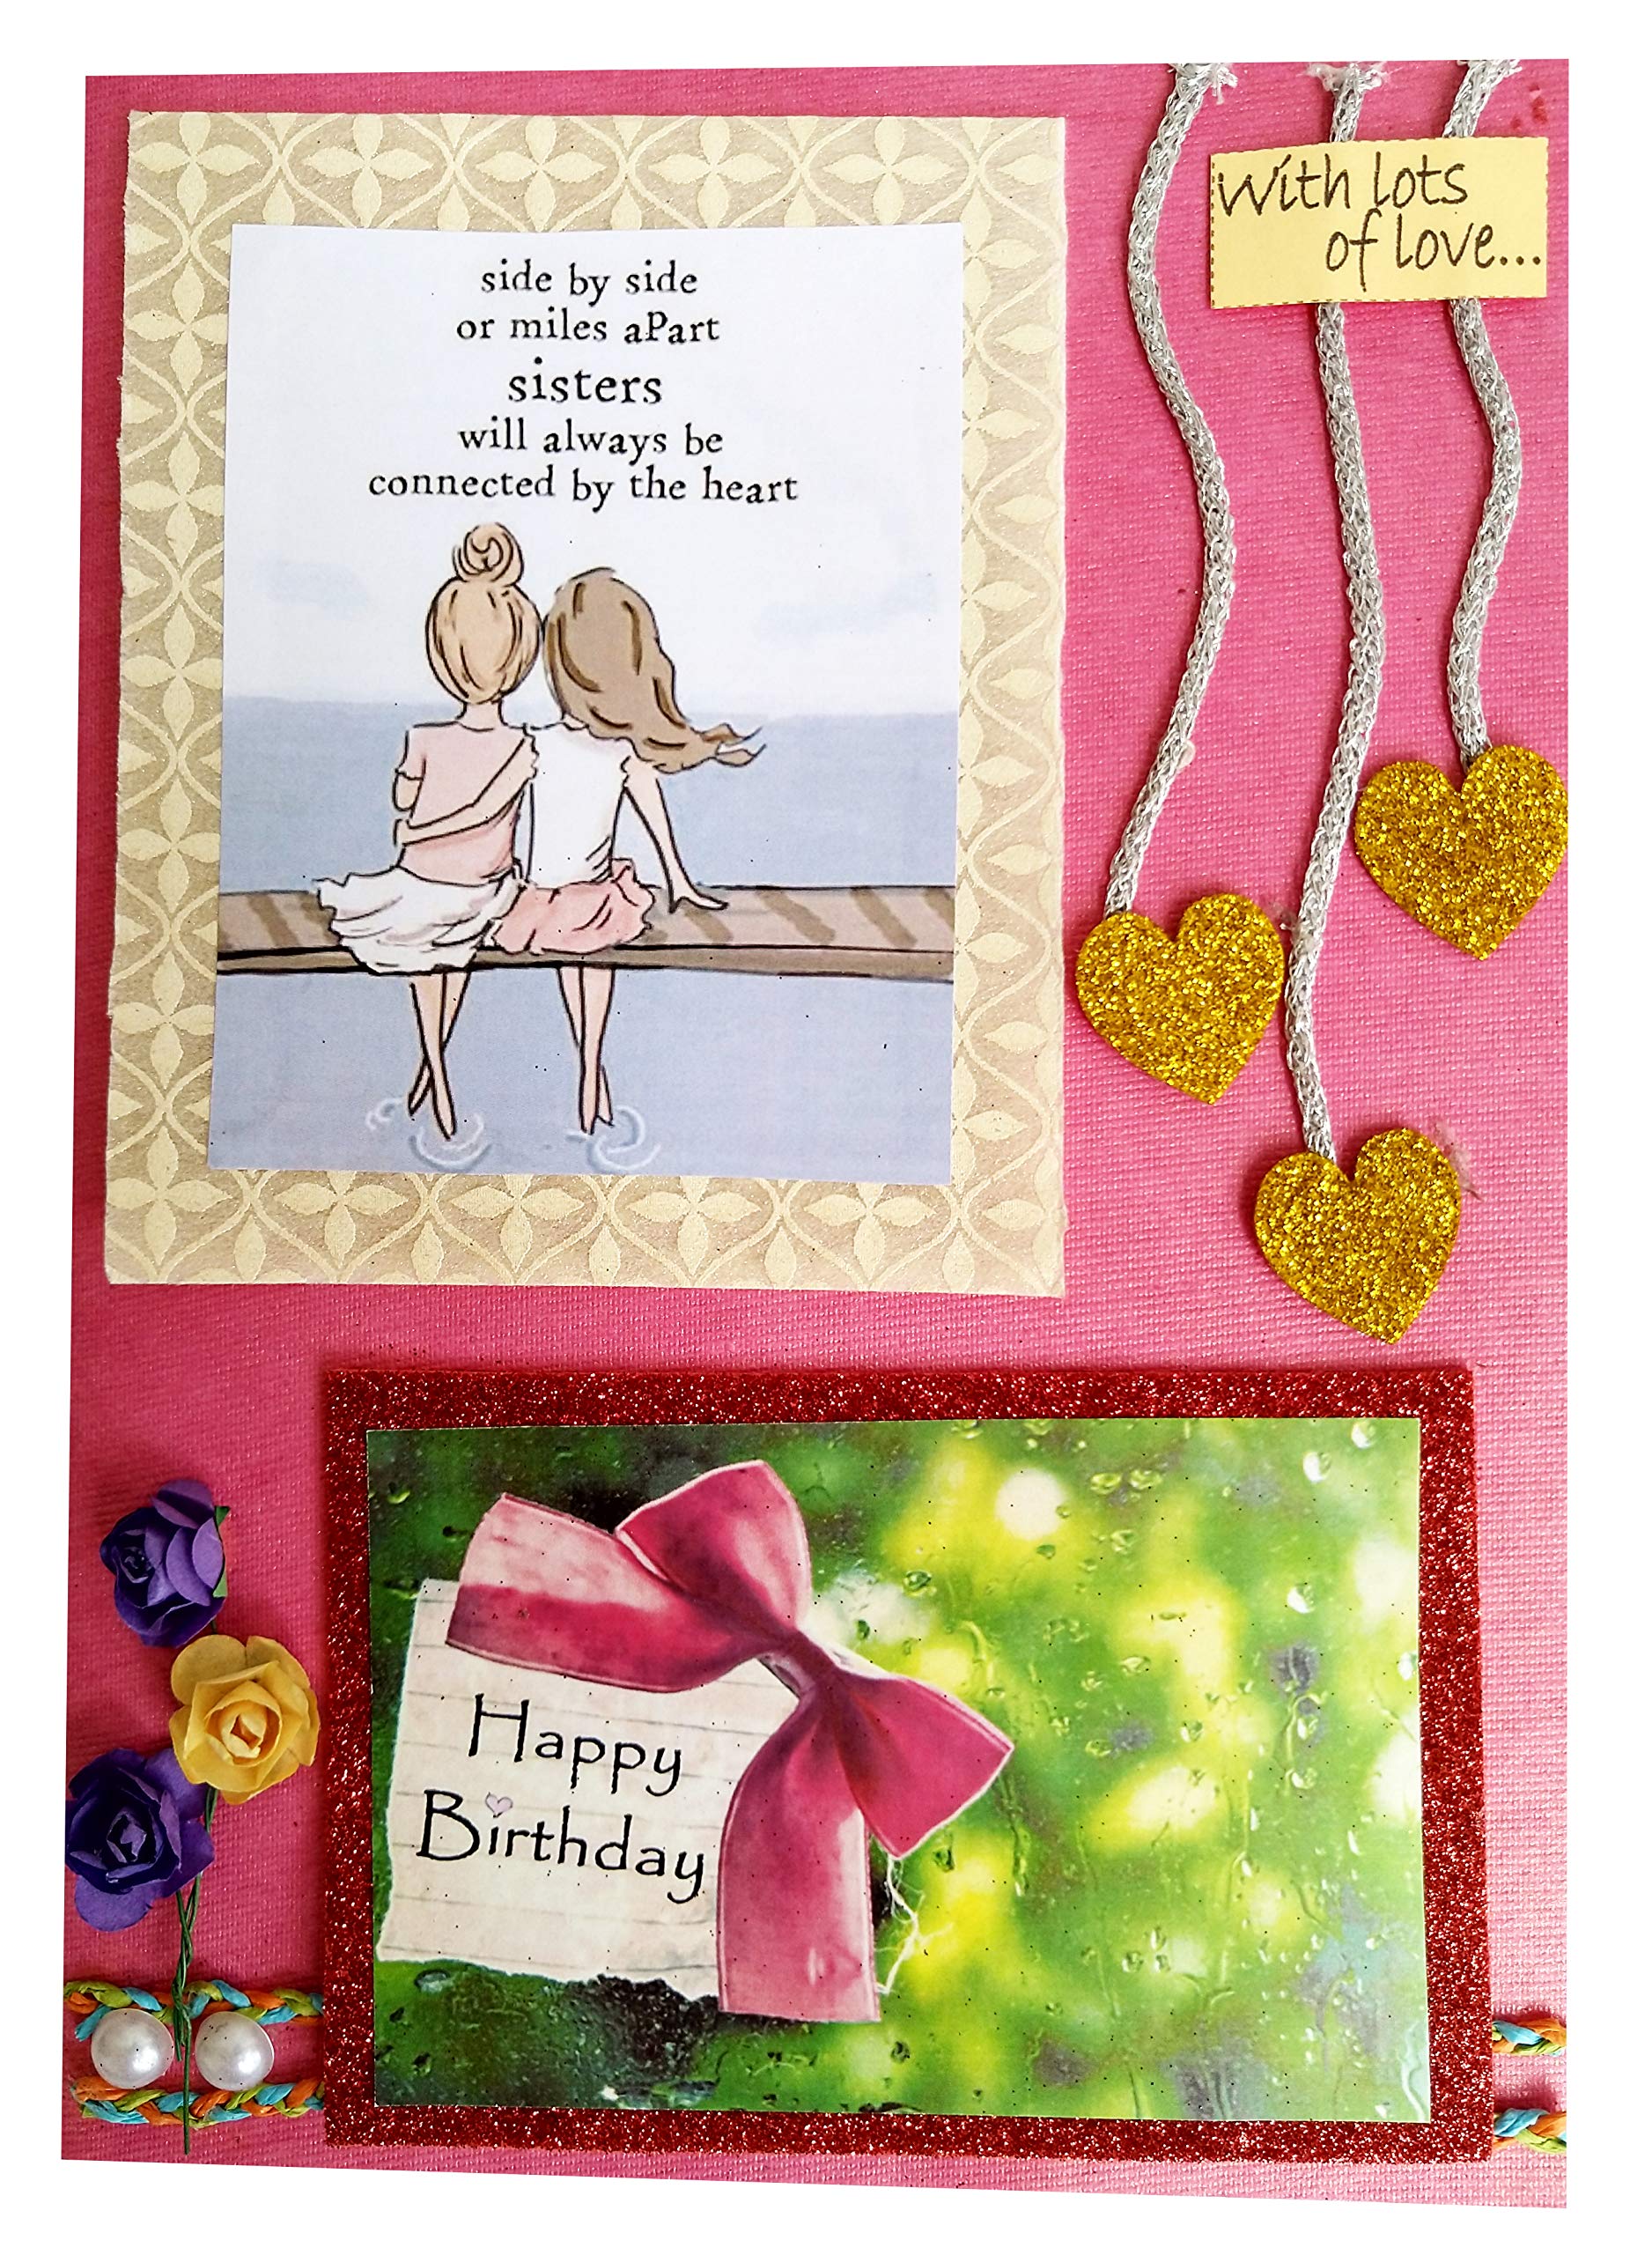 side by side
or miles aPart
sisters
will always be
connected by the heart
With lots
of love...
Happy
Birthday